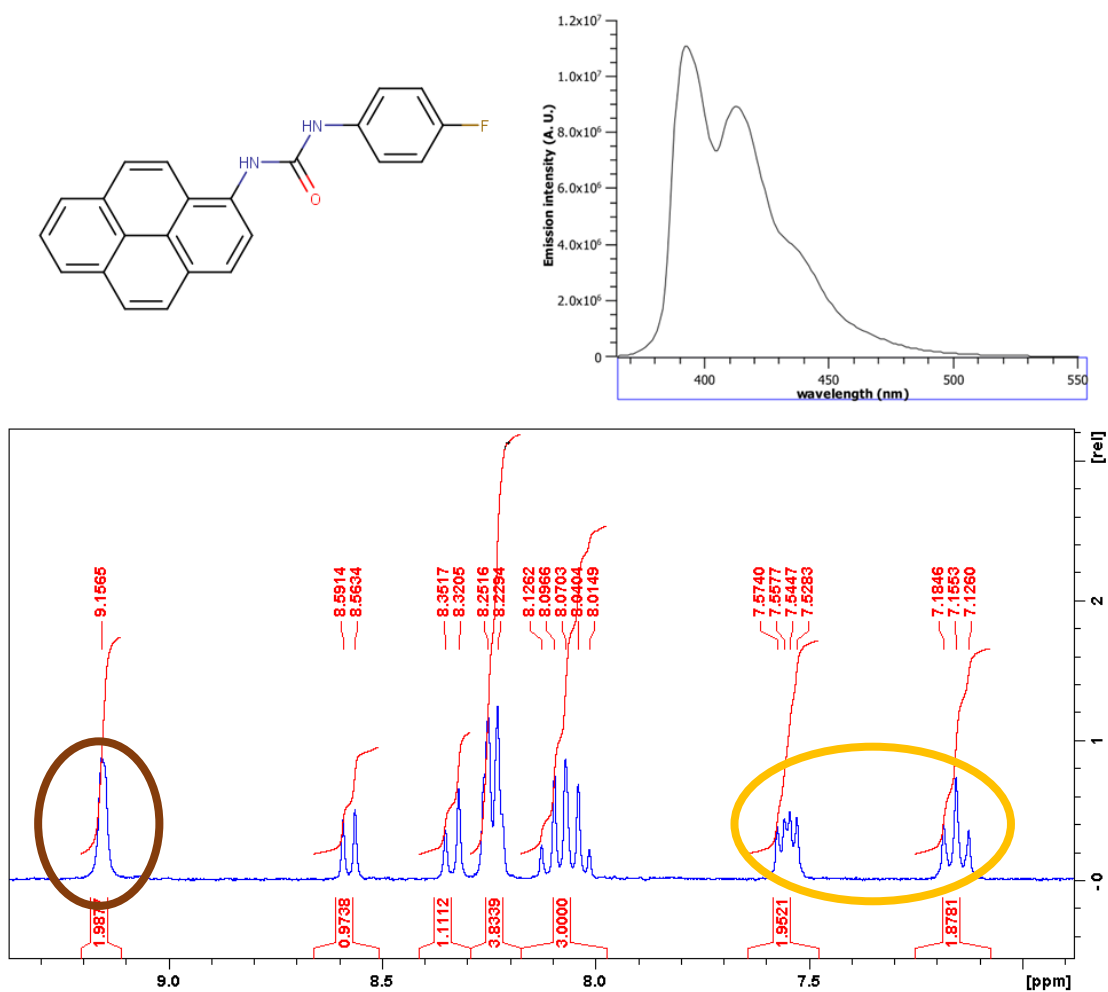 HN
HN
O
F
1.2x10⁷
1.0x10⁷
8.0x10⁶
6.0x10⁶
4.0x10⁶
2.0x10⁶
0
Emission intensity (A. U.)
400
450
500
550
wavelength (nm)
9.1565
8.5914
8.5634
8.3517
8.3205
8.2516
8.2294
8.1262
8.0966
8.0703
8.0404
8.0149
7.5740
7.5577
7.5447
7.5283
7.1846
7.1553
7.1260
[rel]
2
1
0
0.9738
1.1112
3.8339
3.0000
1.9521
1.8781
9.0
8.5
8.0
7.5
[ppm]